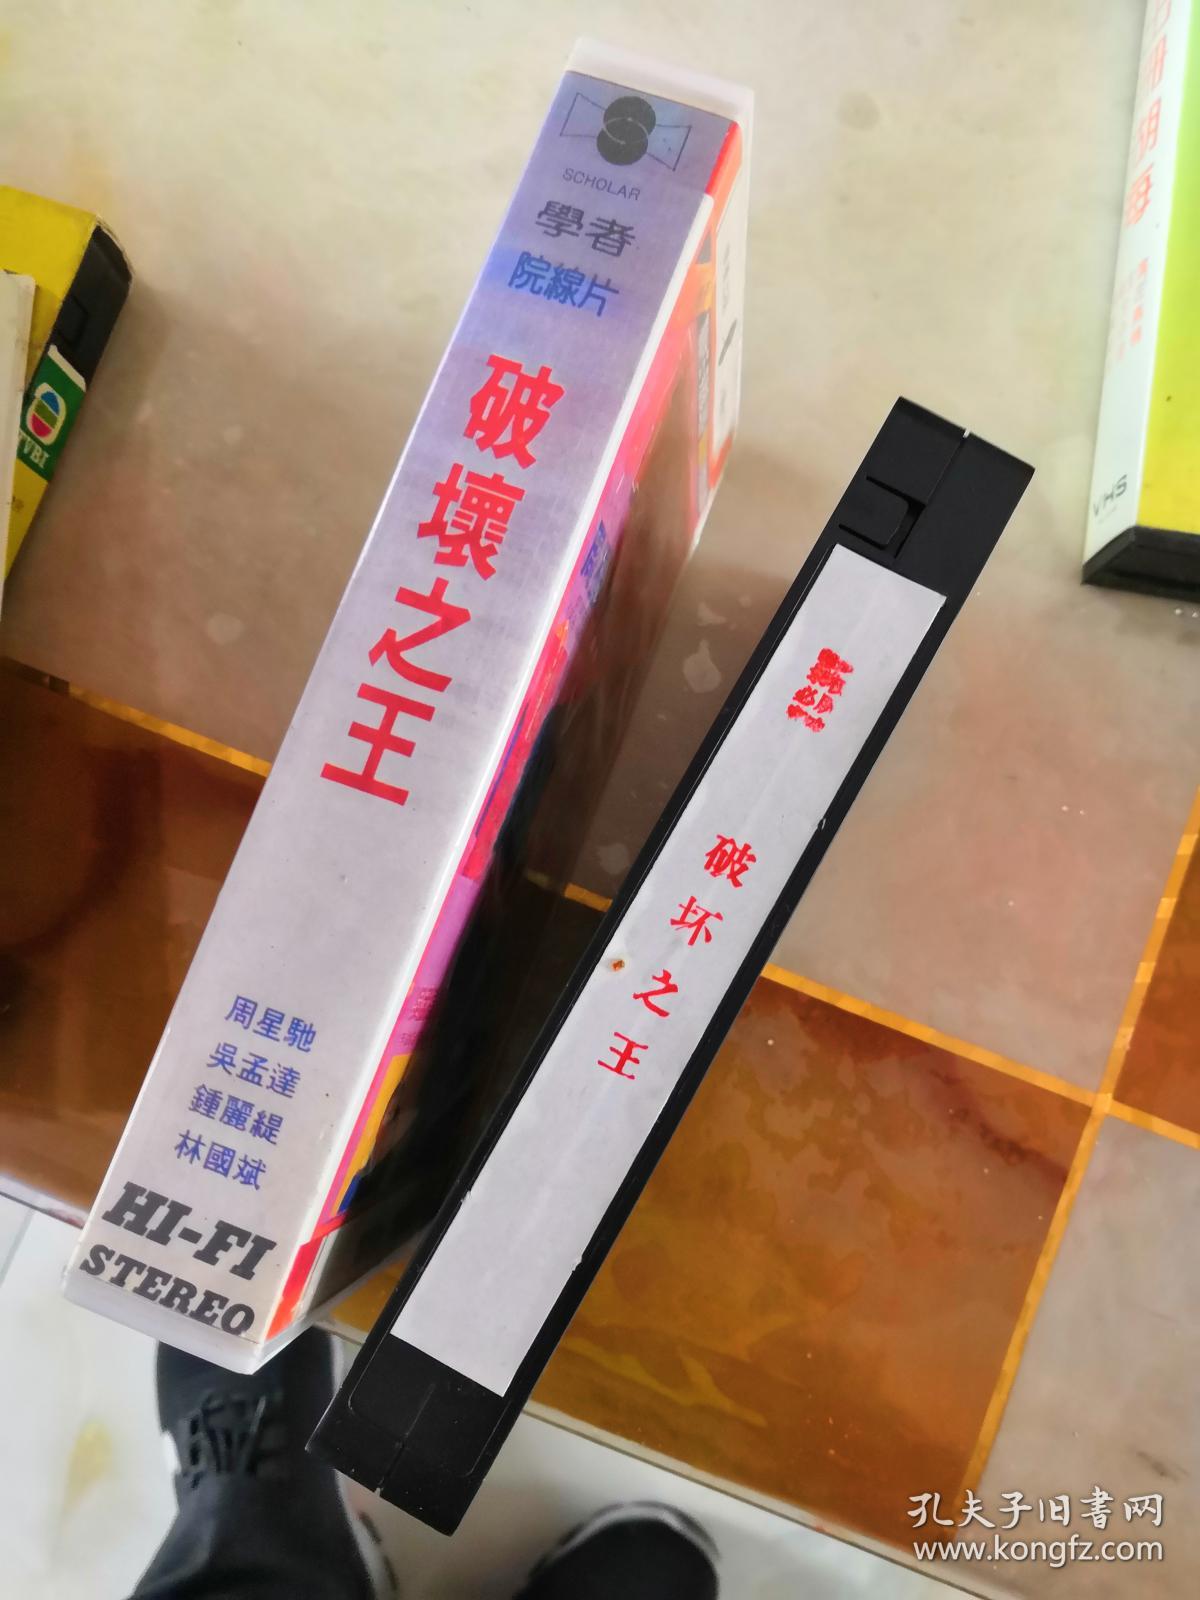 SCHOLAR
學者
院線片
破壞之王
周星馳
吳孟達
鍾麗緹
林國斌
HI-FI
STEREO
破坏之王
TVBI
VHS
孔夫子旧書网
www.kongfz.com